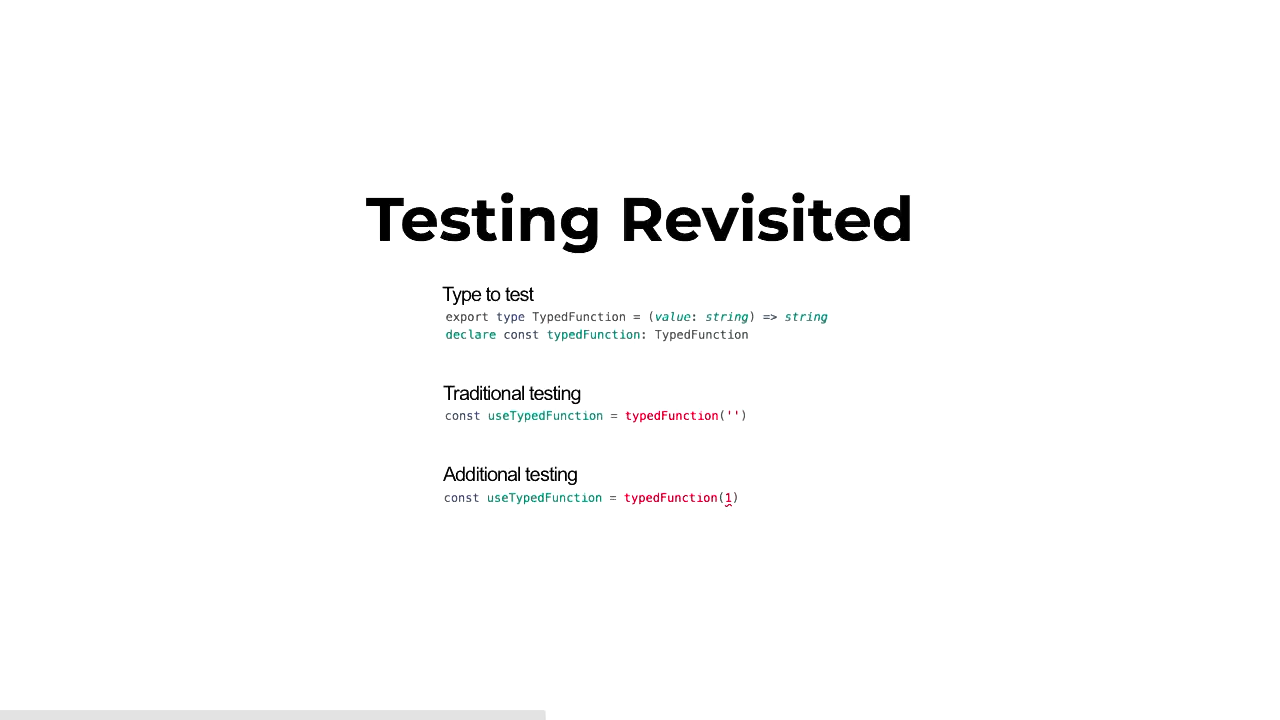 Testing Revisited
Type to test
export type TypedFunction = (value: string) => string
declare const typedFunction: TypedFunction
Traditional testing
const useTypedFunction = typedFunction('')
Additional testing
const useTypedFunction = typedFunction(1)